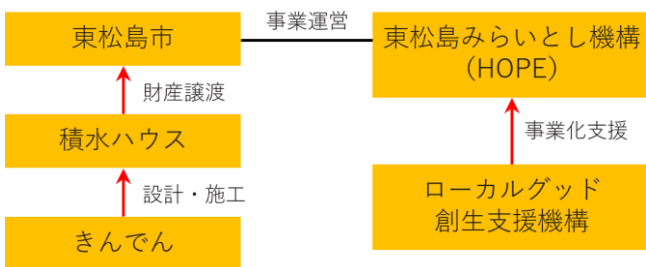 東松島市
事業運営
東松島みらいとし機構
（HOPE）
財産譲渡
積水ハウス
事業化支援
設計・施工
ローカルグッド
創生支援機構
きんでん